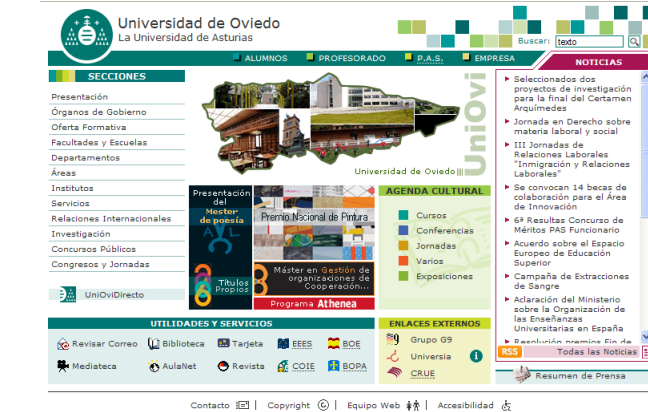 Universidad de Oviedo
La Universidad de Asturias
Buscar: texto
ALUMNOS
PROFESORADO
P.A.S.
EMPRESA
SECCIONES
Presentación
Órganos de Gobierno
Oferta Formativa
Facultades y Escuelas
Departamentos
Áreas
Institutos
Servicios
Relaciones Internacionales
Investigación
Concursos Públicos
Congresos y Jornadas
UniOviDirecto
UniOvi
Universidad de Oviedo
Presentación
del
Mester
de poesía
Títulos
Propios
Premio Nacional de Pintura
Máster en Gestión de
organizaciones de
Cooperación...
Programa Athenea
AGENDA CULTURAL
Cursos
Conferencias
Jornadas
Varios
Exposiciones
NOTICIAS
Seleccionados dos
proyectos de investigación
para la final del Certamen
Arquímedes
Jornada en Derecho sobre
materia laboral y social
III Jornadas de
Relaciones Laborales
"Inmigración y Relaciones
Laborales"
Se convocan 14 becas de
colaboración para el Área
de Innovación
6ª Resultas Concurso de
Méritos PAS Funcionario
Acuerdo sobre el Espacio
Europeo de Educación
Superior
Campaña de Extracciones
de Sangre
Aclaración del Ministerio
sobre la Organización de
las Enseñanzas
Universitarias en España
Resolución premios Fin de
RSS
Todas las Noticias
Resumen de Prensa
UTILIDADES Y SERVICIOS
Revisar Correo
Biblioteca
Tarjeta
EEES
BOE
Mediateca
AulaNet
Revista
COIE
BOPA
ENLACES EXTERNOS
Grupo G9
Universia
CRUE
Contacto | Copyright © | Equipo Web | Accesibilidad